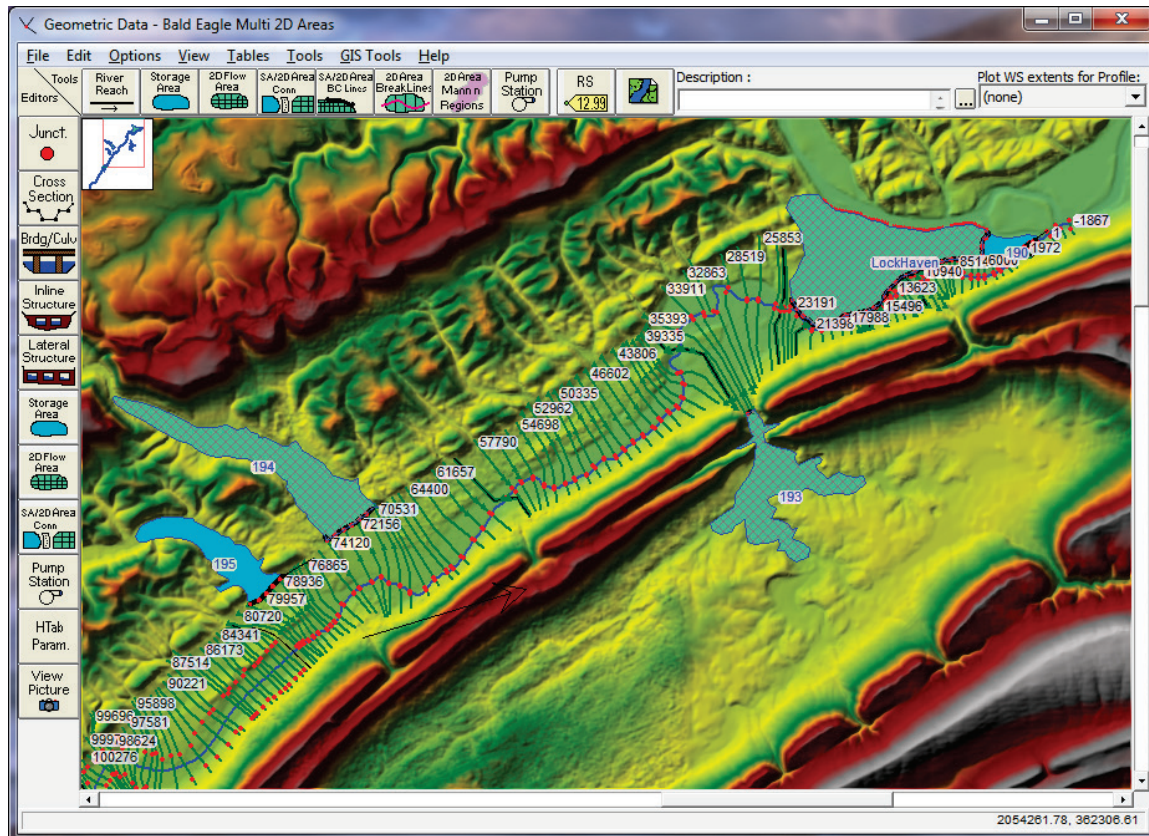 Geometric Data - Bald Eagle Multi 2D Areas
File Edit Options View Tables Tools GIS Tools Help
Tools
Editors
River
Reach
Storage
Area
2D Flow
Area
SA/2D Area
Conn
SA/2D Area
BC Lines
2D Area
BreakLines
2D Area
Mann n
Regions
Pump
Station
RS
12.99
Description :
...
Plot WS extents for Profile:
(none)
Junct.
Cross
Section
Brdg/Culv
Inline
Structure
Lateral
Structure
Storage
Area
2D Flow
Area
SA/2D Area
Conn
Pump
Station
HTab
Param.
View
Picture
-1867
1
1972
190
6000
8514
LockHaven
10940
13623
15496
17988
21396
23191
25853
28519
32863
33911
35393
39335
43806
46602
50335
52962
54698
57790
61657
64400
193
194
70531
72156
74120
76865
195
78936
79957
80720
84341
86173
87514
90221
95898
99696
97581
98624
100276
2054261.78, 362306.61